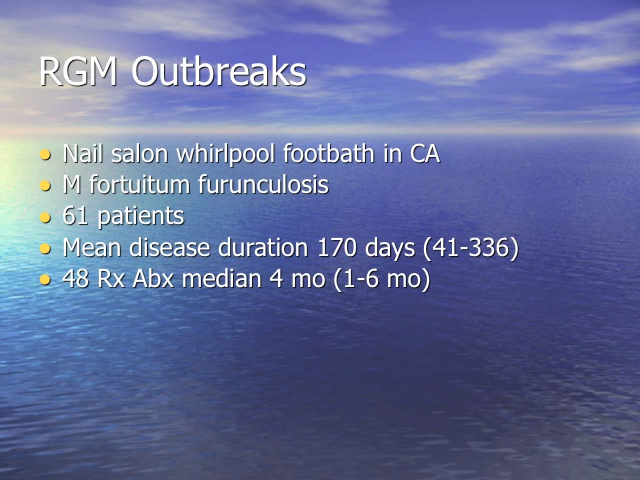 RGM Outbreaks
• Nail salon whirlpool footbath in CA
• M fortuitum furunculosis
• 61 patients
• Mean disease duration 170 days (41-336)
• 48 Rx Abx median 4 mo (1-6 mo)